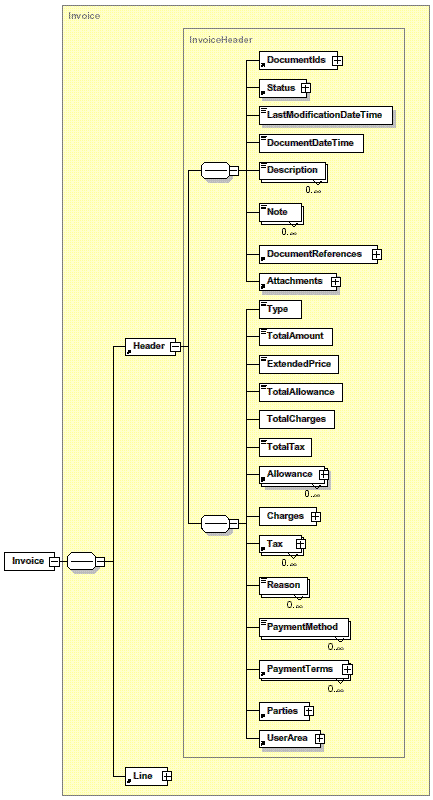 Invoice
InvoiceHeader
DocumentIds
Status
LastModificationDateTime
DocumentDateTime
Description
0..∞
Note
0..∞
DocumentReferences
Attachments
Type
Header
TotalAmount
ExtendedPrice
TotalAllowance
TotalCharges
TotalTax
Allowance
0..∞
Charges
Tax
0..∞
Invoice
Reason
0..∞
PaymentMethod
0..∞
PaymentTerms
0..∞
Parties
UserArea
Line